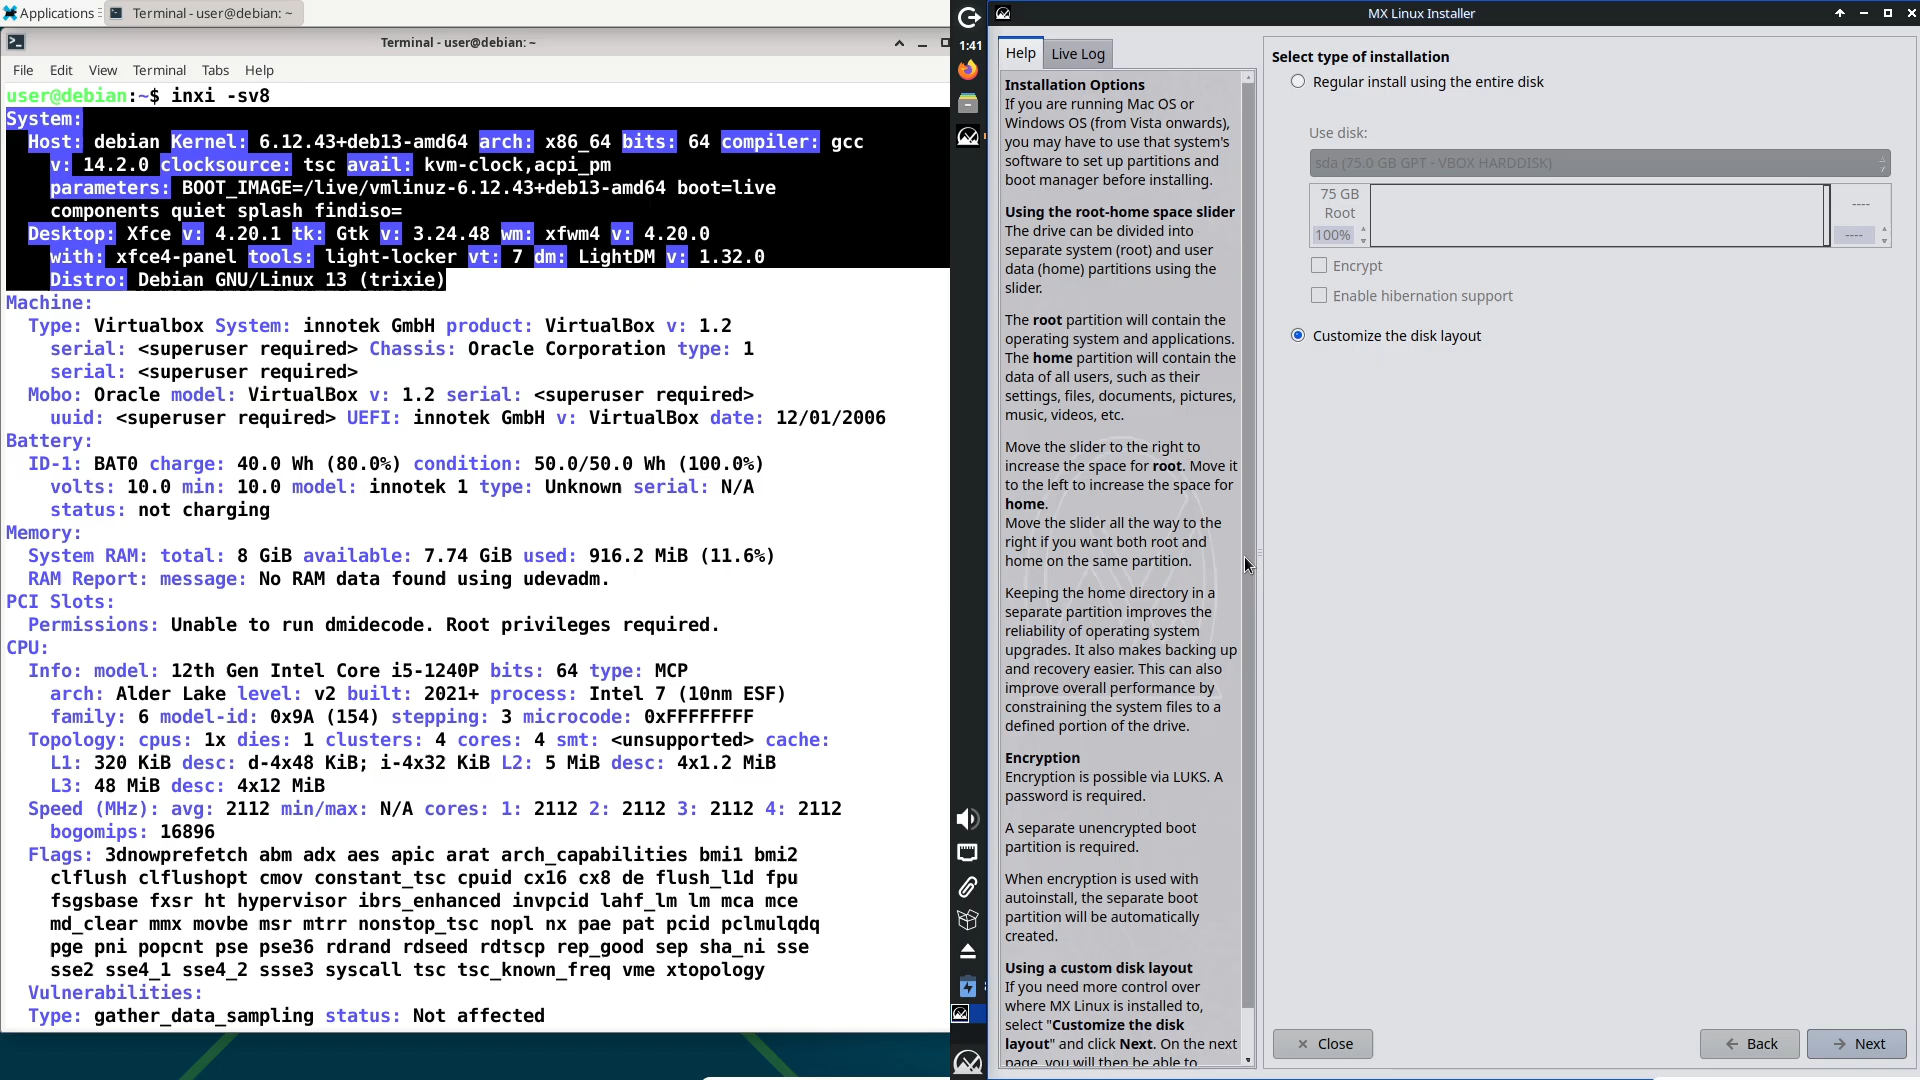 Applications
Terminal - user@debian: ~
Terminal - user@debian: ~
File Edit View Terminal Tabs Help
user@debian:~$ inxi -sv8
System:
Host: debian Kernel: 6.12.43+deb13-amd64 arch: x86_64 bits: 64 compiler: gcc
v: 14.2.0 clocksource: tsc avail: kvm-clock,acpi_pm
parameters: BOOT_IMAGE=/live/vmlinuz-6.12.43+deb13-amd64 boot=live
components quiet splash findiso=
Desktop: Xfce v: 4.20.1 tk: Gtk v: 3.24.48 wm: xfwm4 v: 4.20.0
with: xfce4-panel tools: light-locker vt: 7 dm: LightDM v: 1.32.0
Distro: Debian GNU/Linux 13 (trixie)
Machine:
Type: Virtualbox System: innotek GmbH product: VirtualBox v: 1.2
serial: <superuser required> Chassis: Oracle Corporation type: 1
serial: <superuser required>
Mobo: Oracle model: VirtualBox v: 1.2 serial: <superuser required>
uuid: <superuser required> UEFI: innotek GmbH v: VirtualBox date: 12/01/2006
Battery:
ID-1: BAT0 charge: 40.0 Wh (80.0%) condition: 50.0/50.0 Wh (100.0%)
volts: 10.0 min: 10.0 model: innotek 1 type: Unknown serial: N/A
status: not charging
Memory:
System RAM: total: 8 GiB available: 7.74 GiB used: 916.2 MiB (11.6%)
RAM Report: message: No RAM data found using udevadm.
PCI Slots:
Permissions: Unable to run dmidecode. Root privileges required.
CPU:
Info: model: 12th Gen Intel Core i5-1240P bits: 64 type: MCP
arch: Alder Lake level: v2 built: 2021+ process: Intel 7 (10nm ESF)
family: 6 model-id: 0x9A (154) stepping: 3 microcode: 0xFFFFFFFF
Topology: cpus: 1x dies: 1 clusters: 4 cores: 4 smt: <unsupported> cache:
L1: 320 KiB desc: d-4x48 KiB; i-4x32 KiB L2: 5 MiB desc: 4x1.2 MiB
L3: 48 MiB desc: 4x12 MiB
Speed (MHz): avg: 2112 min/max: N/A cores: 1: 2112 2: 2112 3: 2112 4: 2112
bogomips: 16896
Flags: 3dnowprefetch abm adx aes apic arat arch_capabilities bmi1 bmi2
clflush clflushopt cmov constant_tsc cpuid cx16 cx8 de flush_l1d fpu
fsgsbase fxsr ht hypervisor ibrs_enhanced invpcid lahf_lm lm mca mce
md_clear mmx movbe msr mtrr nonstop_tsc nopl nx pae pat pcid pclmulqdq
pge pni popcnt pse pse36 rdrand rdseed rdtscp rep_good sep sha_ni sse
sse2 sse4_1 sse4_2 ssse3 syscall tsc tsc_known_freq vme xtopology
Vulnerabilities:
Type: gather_data_sampling status: Not affected
1:41
MX Linux Installer
Help Live Log
Installation Options
If you are running Mac OS or
Windows OS (from Vista onwards),
you may have to use that system's
software to set up partitions and
boot manager before installing.
Using the root-home space slider
The drive can be divided into
separate system (root) and user
data (home) partitions using the
slider.
The root partition will contain the
operating system and applications.
The home partition will contain the
data of all users, such as their
settings, files, documents, pictures,
music, videos, etc.
Move the slider to the right to
increase the space for root. Move it
to the left to increase the space for
home.
Move the slider all the way to the
right if you want both root and
home on the same partition.
Keeping the home directory in a
separate partition improves the
reliability of operating system
upgrades. It also makes backing up
and recovery easier. This can also
improve overall performance by
constraining the system files to a
defined portion of the drive.
Encryption
Encryption is possible via LUKS. A
password is required.
A separate unencrypted boot
partition is required.
When encryption is used with
autoinstall, the separate boot
partition will be automatically
created.
Using a custom disk layout
If you need more control over
where MX Linux is installed to,
select "Customize the disk
layout" and click Next. On the next
page, you will then be able to
Select type of installation
Regular install using the entire disk
Use disk:
sda (75.0 GB GPT - VBOX HARDDISK)
75 GB
Root
100%
----
----
Encrypt
Enable hibernation support
Customize the disk layout
Close Back Next